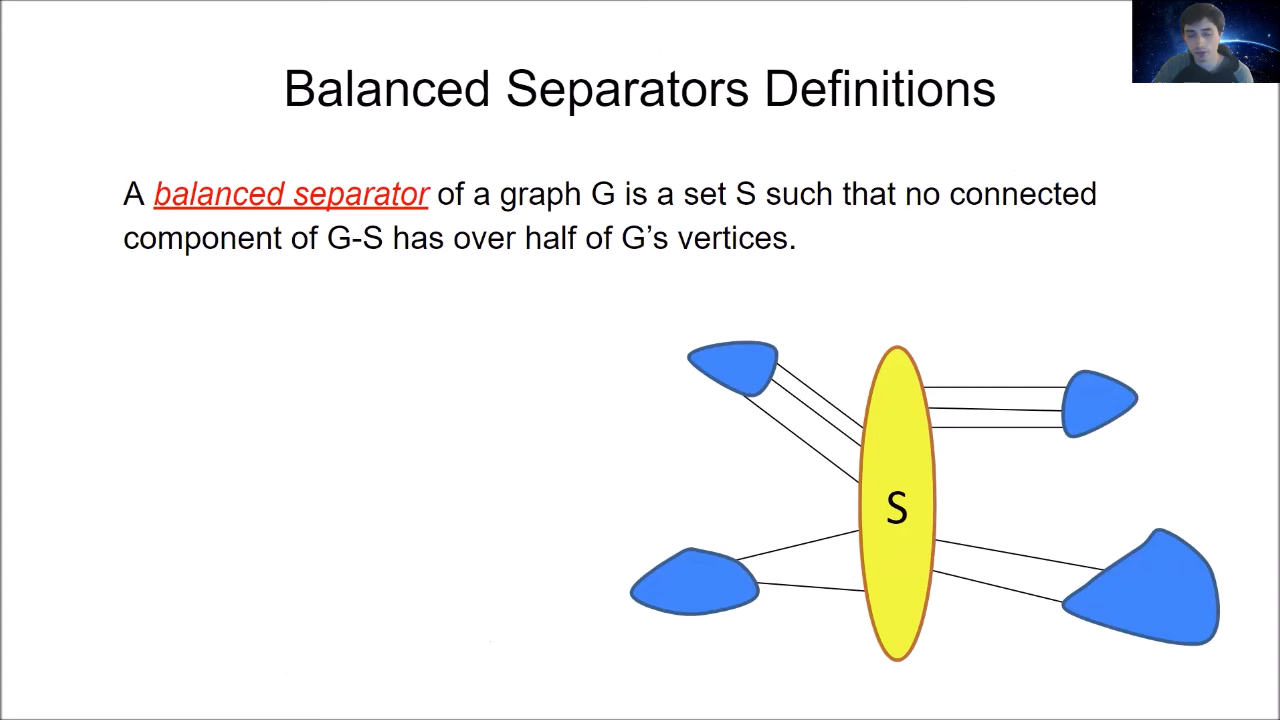 Balanced Separators Definitions
A balanced separator of a graph G is a set S such that no connected
component of G-S has over half of G’s vertices.
S